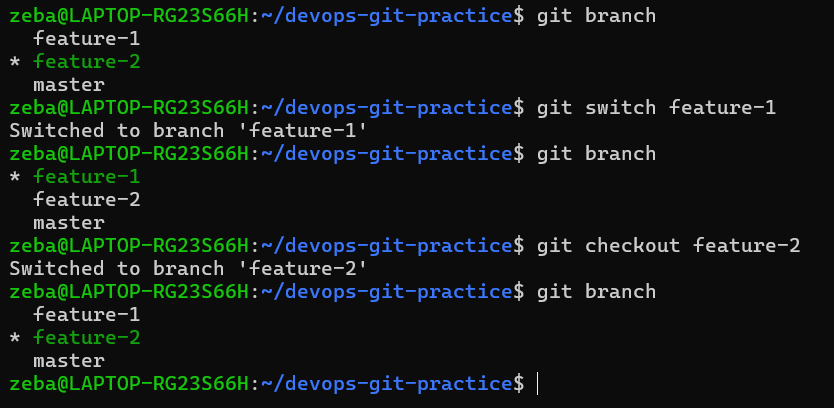 zeba@LAPTOP-RG23S66H:~/devops-git-practice$ git branch
  feature-1
* feature-2
  master
zeba@LAPTOP-RG23S66H:~/devops-git-practice$ git switch feature-1
Switched to branch 'feature-1'
zeba@LAPTOP-RG23S66H:~/devops-git-practice$ git branch
* feature-1
  feature-2
  master
zeba@LAPTOP-RG23S66H:~/devops-git-practice$ git checkout feature-2
Switched to branch 'feature-2'
zeba@LAPTOP-RG23S66H:~/devops-git-practice$ git branch
  feature-1
* feature-2
  master
zeba@LAPTOP-RG23S66H:~/devops-git-practice$